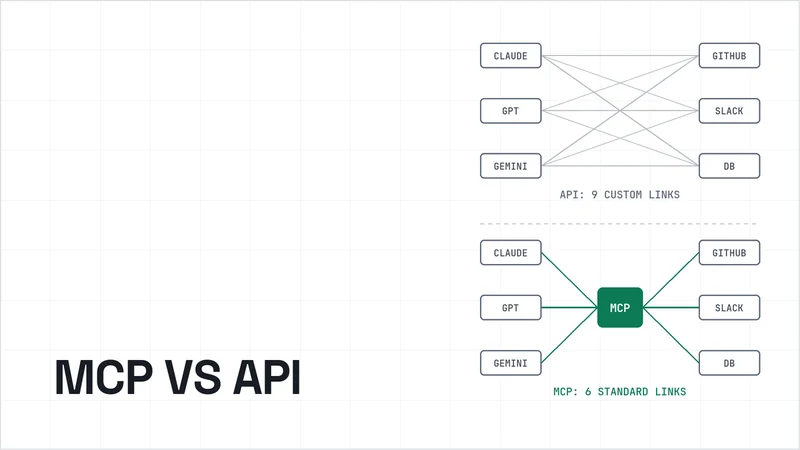 CLAUDE
GITHUB
GPT
SLACK
GEMINI
DB
API: 9 CUSTOM LINKS
CLAUDE
GITHUB
GPT
MCP
SLACK
GEMINI
DB
MCP: 6 STANDARD LINKS
MCP VS API